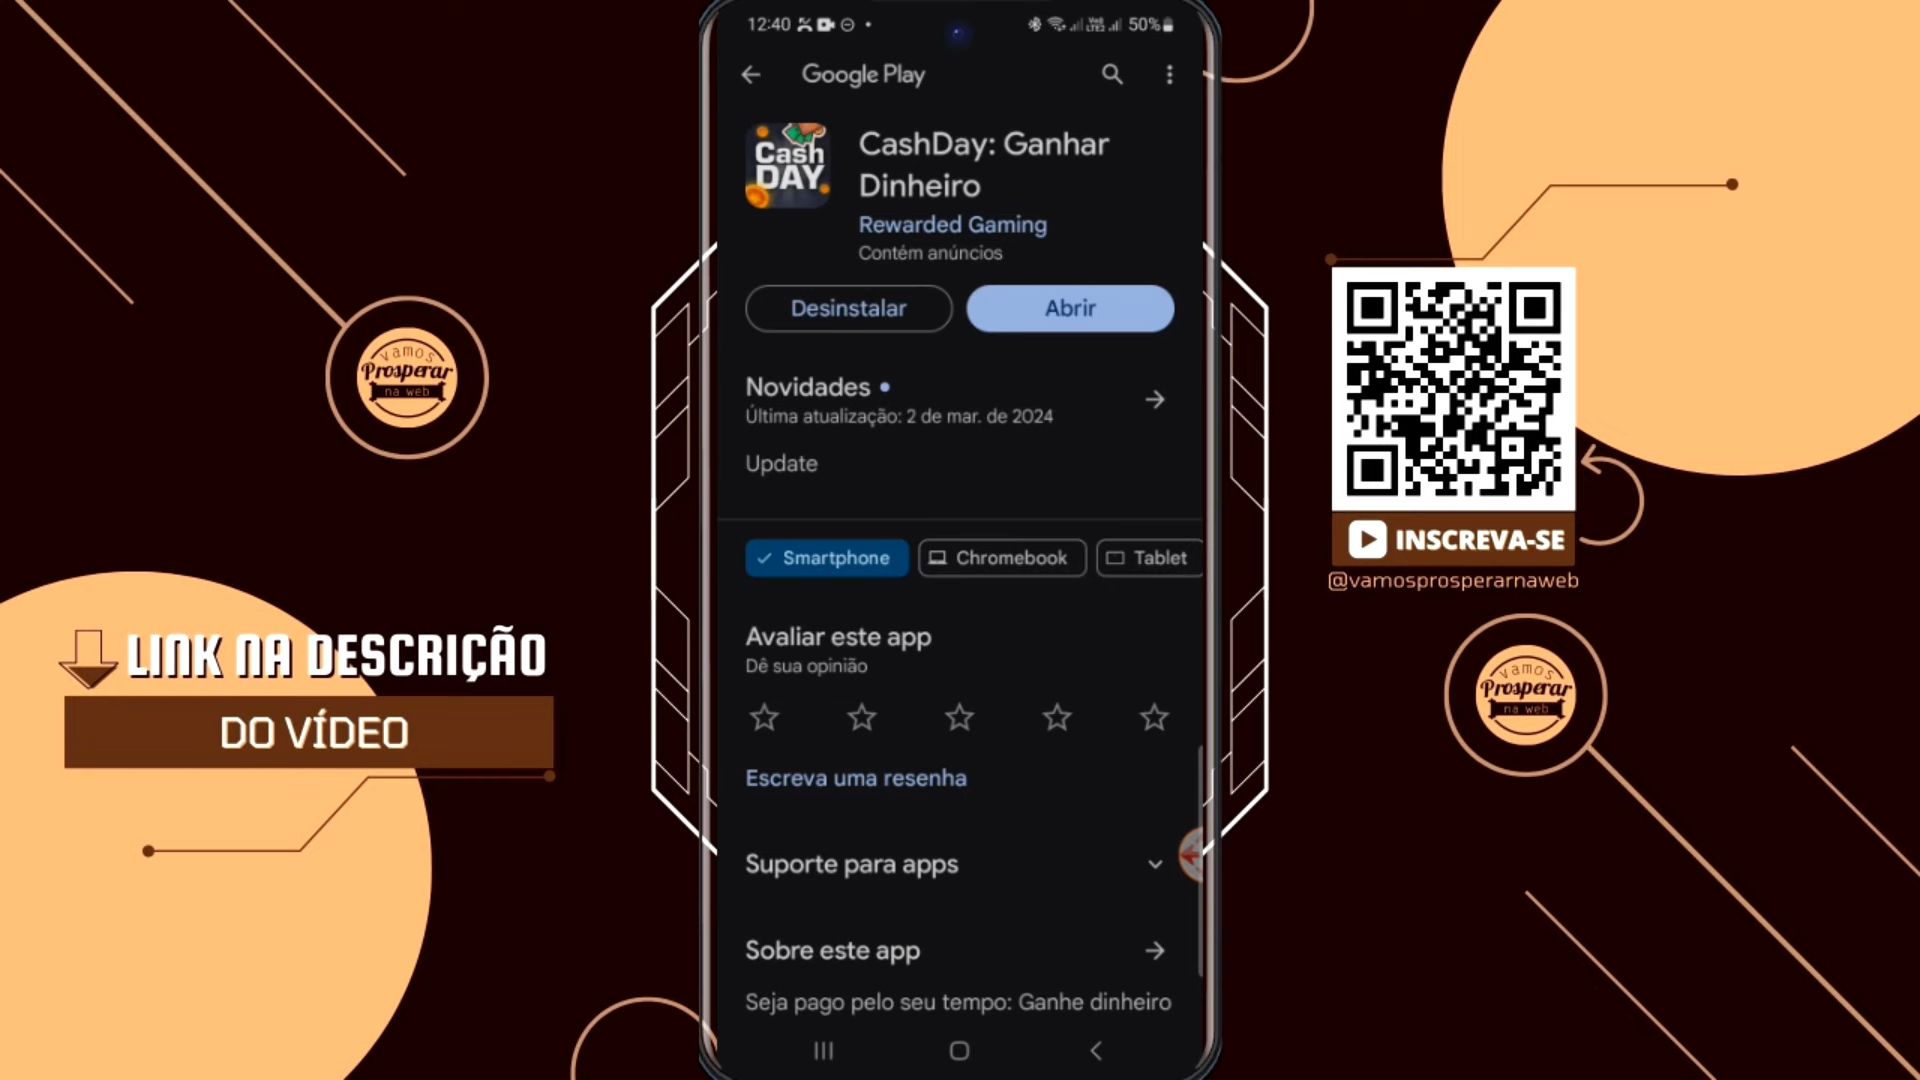 12:40
50%
Google Play
Cash
DAY
CashDay: Ganhar
Dinheiro
Rewarded Gaming
Contém anúncios
Desinstalar
Abrir
Novidades
Última atualização: 2 de mar. de 2024
Update
Smartphone
Chromebook
Tablet
Avaliar este app
Dê sua opinião
Escreva uma resenha
Suporte para apps
Sobre este app
Seja pago pelo seu tempo: Ganhe dinheiro
vamos
Prosperar
na web
LINK NA DESCRIÇÃO
DO VÍDEO
INSCREVA-SE
@vamosprosperarnaweb
vamos
Prosperar
na web